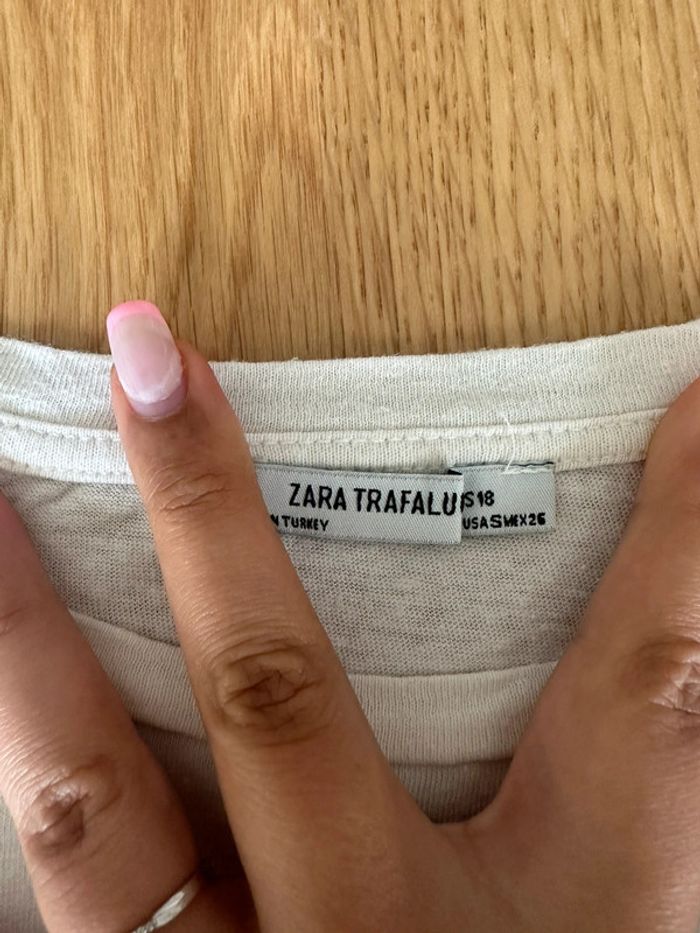 ZARA TRAFALU
N TURKEY
S 18
USA S MEX 26